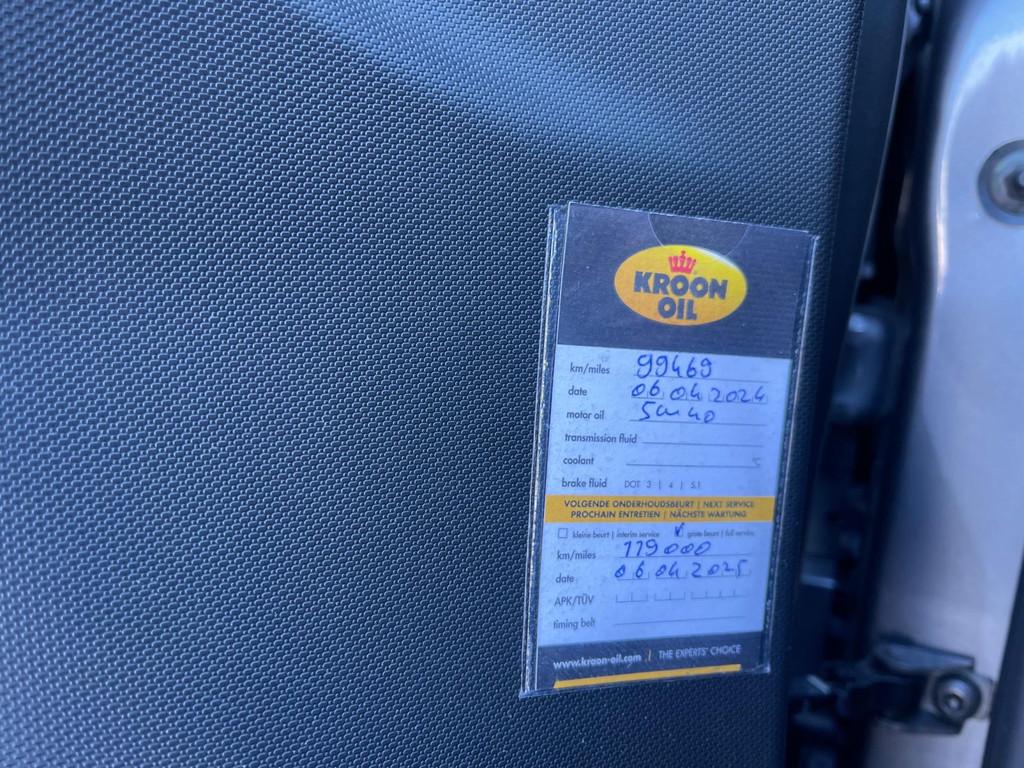 KROON
OIL
km/miles 99469
date 06 04 2024
motor oil 5w40
transmission fluid
coolant
brake fluid DOT 3 | 4 | 5.1
VOLGENDE ONDERHOUDSBEURT | NEXT SERVICE
PROCHAIN ENTRETIEN | NÄCHSTE WARTUNG
kleine beurt | interim service grote beurt | full service
km/miles 119000
date 06 04 2025
APK/TÜV
timing belt
www.kroon-oil.com | THE EXPERTS' CHOICE